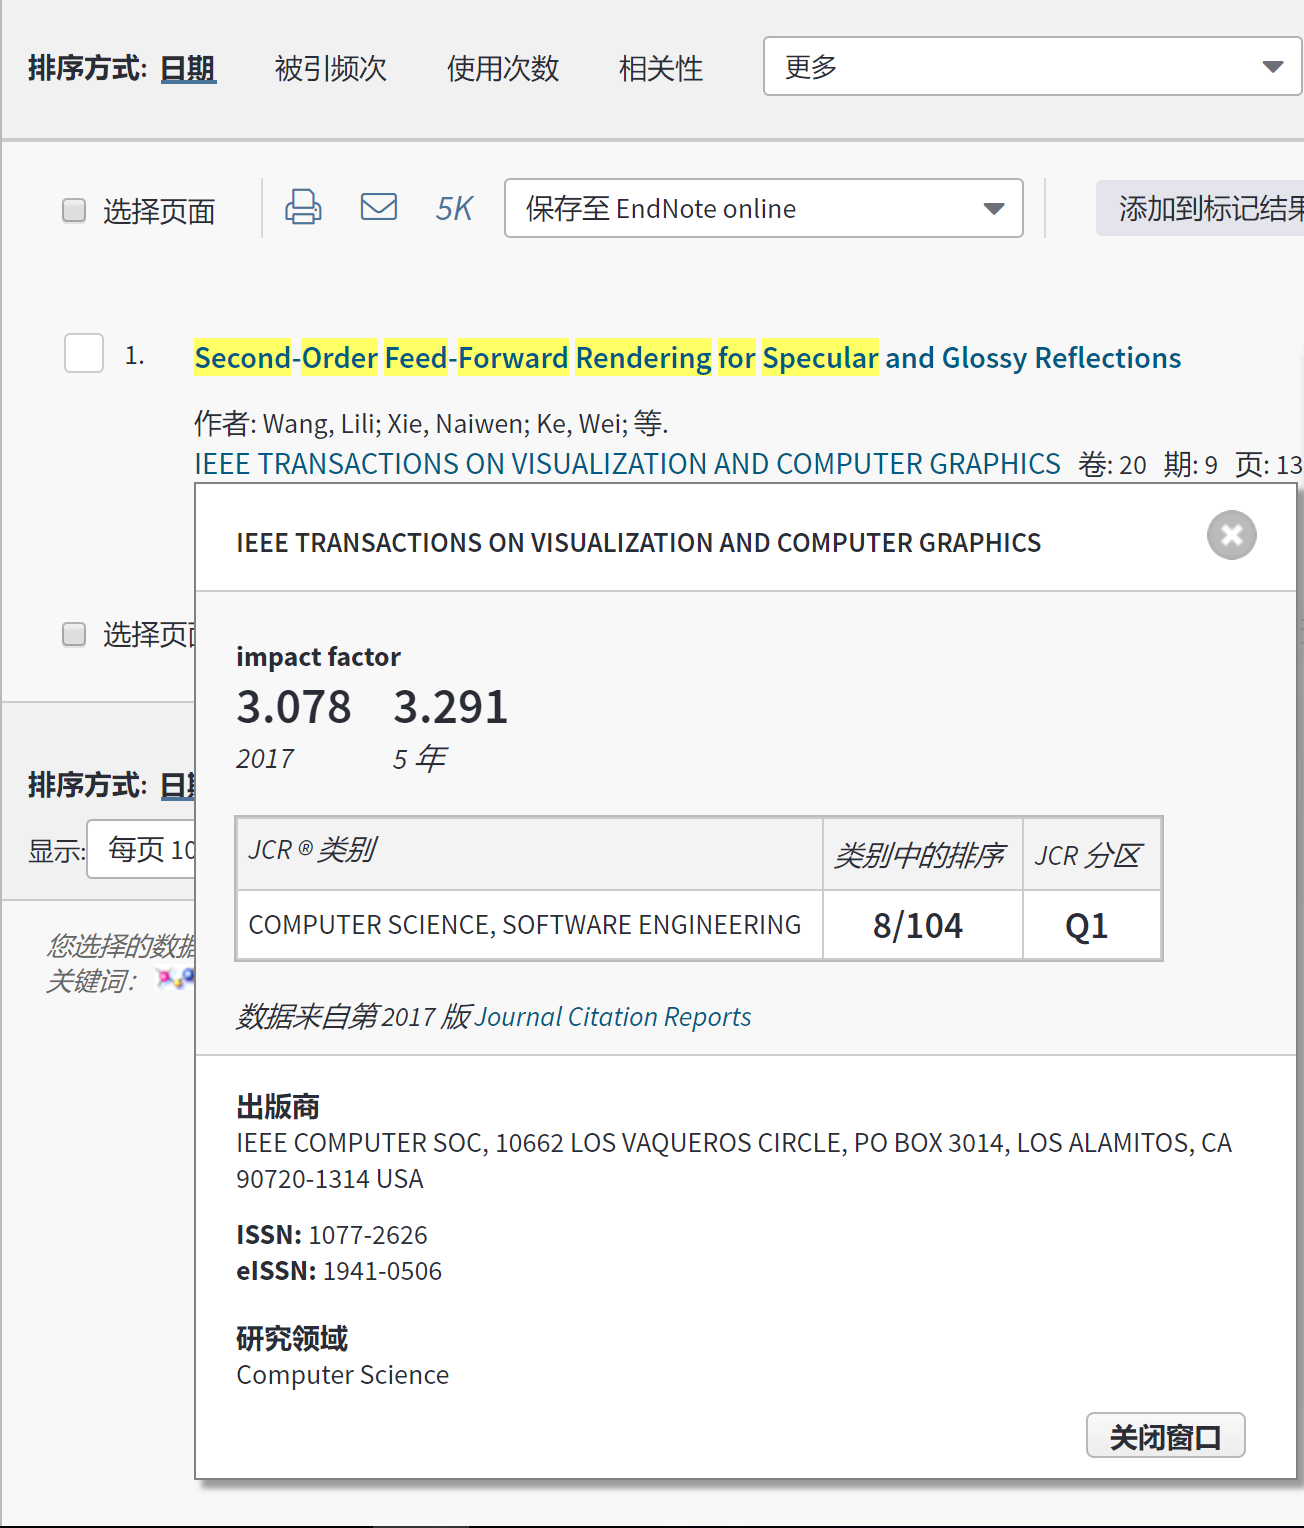 排序方式: 日期 被引频次 使用次数 相关性 更多
选择页面 5K 保存至 EndNote online 添加到标记结果
1. Second-Order Feed-Forward Rendering for Specular and Glossy Reflections
作者: Wang, Lili; Xie, Naiwen; Ke, Wei; 等.
IEEE TRANSACTIONS ON VISUALIZATION AND COMPUTER GRAPHICS 卷: 20 期: 9 页: 13
IEEE TRANSACTIONS ON VISUALIZATION AND COMPUTER GRAPHICS
impact factor
3.078 3.291
2017 5 年
JCR ® 类别 类别中的排序 JCR 分区
COMPUTER SCIENCE, SOFTWARE ENGINEERING 8/104 Q1
数据来自第 2017 版 Journal Citation Reports
出版商
IEEE COMPUTER SOC, 10662 LOS VAQUEROS CIRCLE, PO BOX 3014, LOS ALAMITOS, CA
90720-1314 USA
ISSN: 1077-2626
eISSN: 1941-0506
研究领域
Computer Science
关闭窗口
选择页面
排序方式: 日期
显示: 每页 10
您选择的数据
关键词: